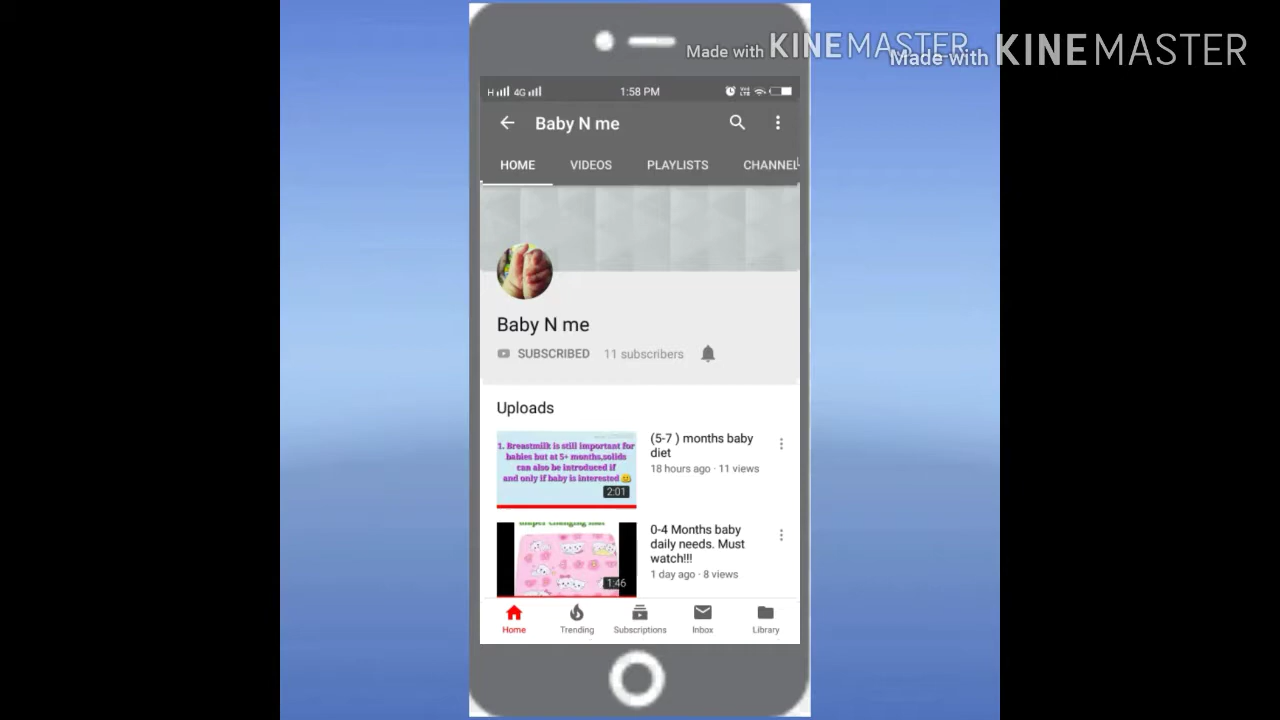 Made with KINEMASTER
Made with KINEMASTER
H 4G 1:58 PM
Baby N me
HOME VIDEOS PLAYLISTS CHANNEL
Baby N me
SUBSCRIBED 11 subscribers
Uploads
1. Breastmilk is still important for
babies but at 5+ months,solids
can also be introduced if
and only if baby is interested
2:01
(5-7 ) months baby
diet
18 hours ago · 11 views
1:46
0-4 Months baby
daily needs. Must
watch!!!
1 day ago · 8 views
Home Trending Subscriptions Inbox Library